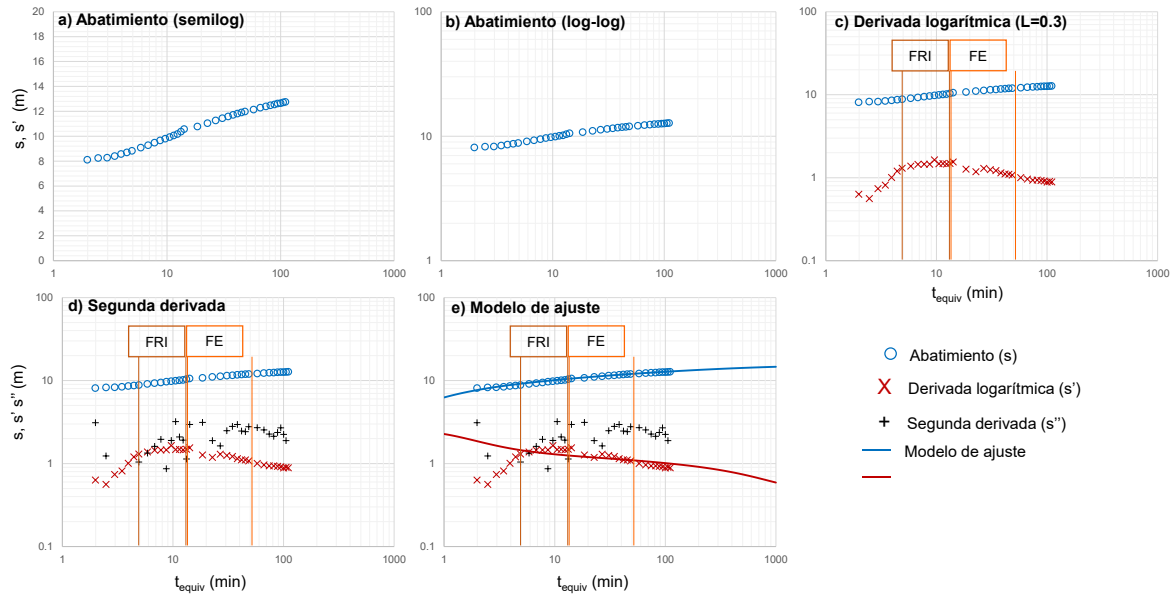 a) Abatimiento (semilog)
s, s' (m)
20
18
16
14
12
10
8
6
4
2
0
1
10
100
1000
b) Abatimiento (log-log)
100
10
1
1
10
100
1000
c) Derivada logarítmica (L=0.3)
FRI
FE
100
10
1
0.1
1
10
100
1000
t_equiv (min)
d) Segunda derivada
FRI
FE
s, s' s'' (m)
100
10
1
0.1
1
10
100
1000
t_equiv (min)
e) Modelo de ajuste
FRI
FE
100
10
1
0.1
1
10
100
1000
t_equiv (min)
Abatimiento (s)
Derivada logarítmica (s')
Segunda derivada (s'')
Modelo de ajuste